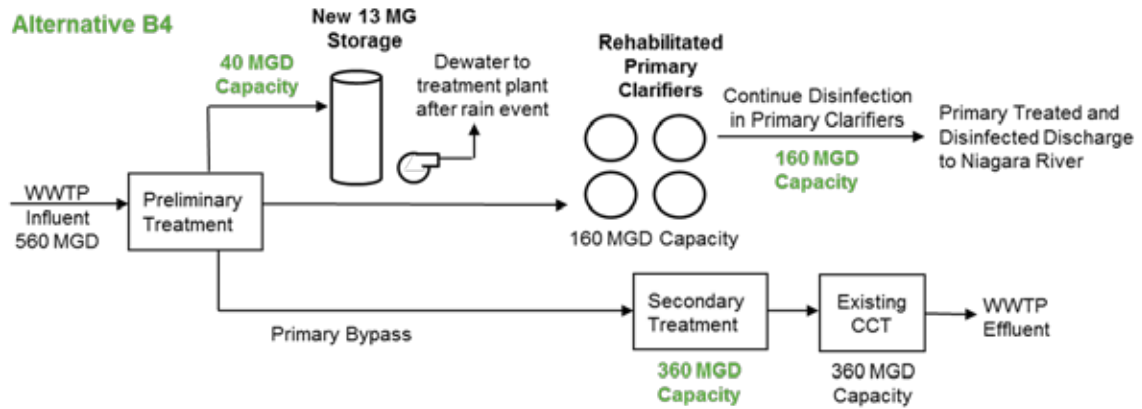 Alternative B4
New 13 MG
Storage
40 MGD
Capacity
Dewater to
treatment plant
after rain event
Rehabilitated
Primary
Clarifiers
Continue Disinfection
in Primary Clarifiers
160 MGD
Capacity
Primary Treated and
Disinfected Discharge
to Niagara River
WWTP
Influent
560 MGD
Preliminary
Treatment
160 MGD Capacity
Primary Bypass
Secondary
Treatment
360 MGD
Capacity
Existing
CCT
360 MGD
Capacity
WWTP
Effluent